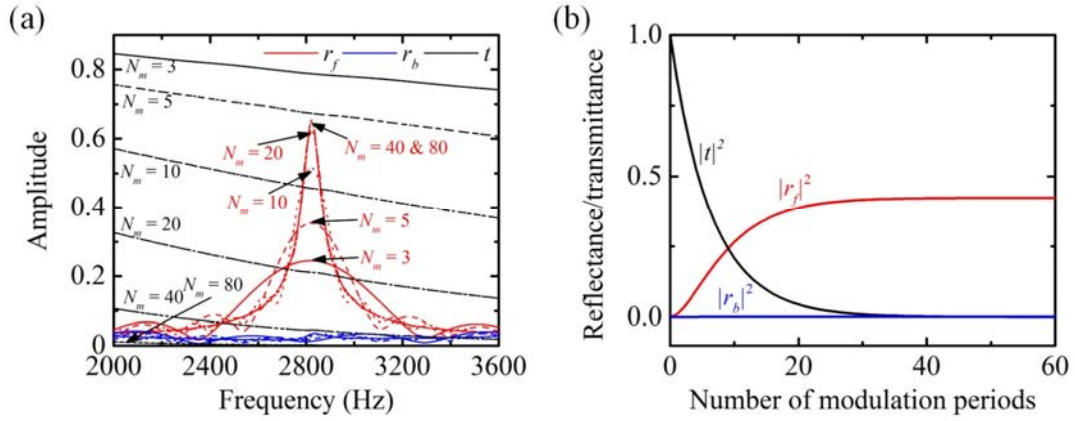 (a)
r_f r_b t
0.8
0.6
0.4
0.2
0
Amplitude
N_m = 3
N_m = 5
N_m = 10
N_m = 20
N_m = 40
N_m = 80
N_m = 20
N_m = 40 & 80
N_m = 10
N_m = 5
N_m = 3
2000 2400 2800 3200 3600
Frequency (Hz)
(b)
1.0
0.5
0.0
Reflectance/transmittance
|t|^2
|r_f|^2
|r_b|^2
0 20 40 60
Number of modulation periods